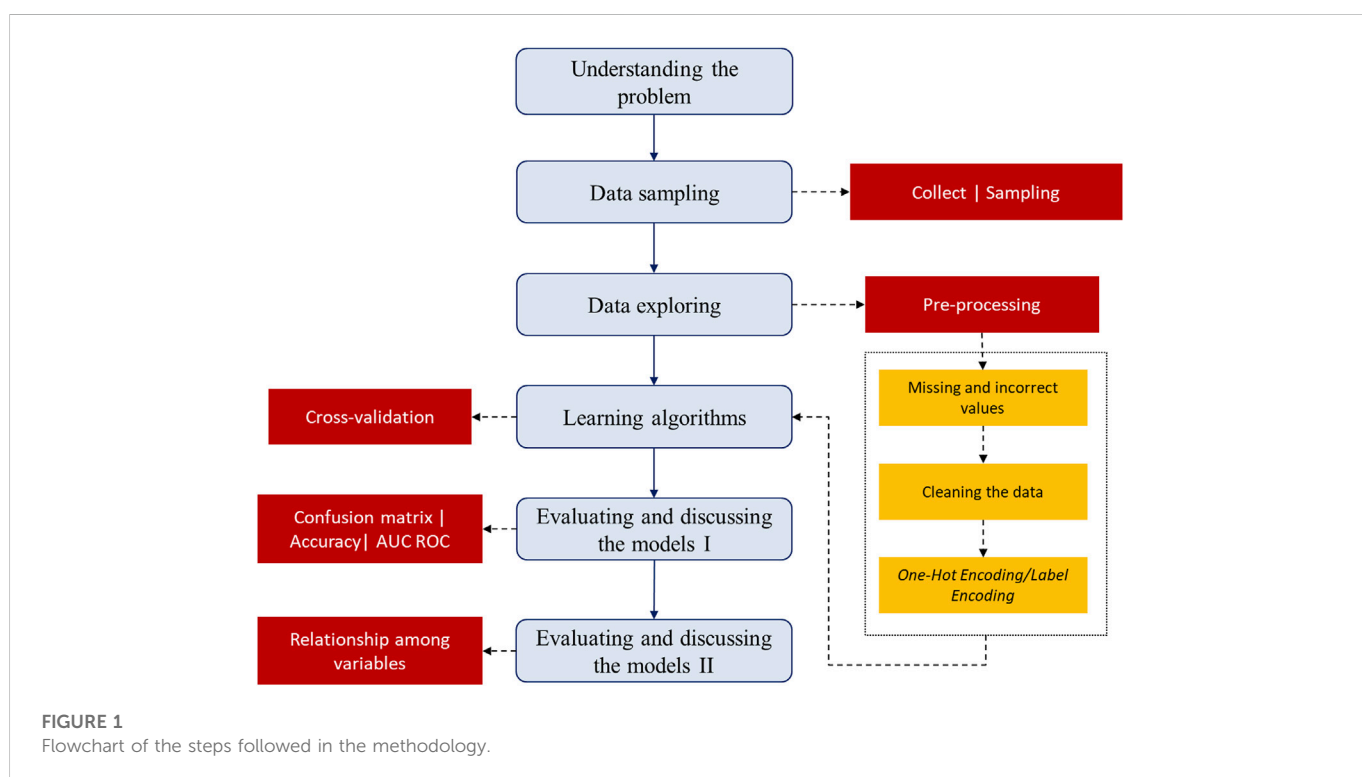 Understanding the
problem
Data sampling
Collect | Sampling
Data exploring
Pre-processing
Missing and incorrect
values
Cross-validation
Learning algorithms
Cleaning the data
Confusion matrix |
Accuracy| AUC ROC
Evaluating and discussing
the models I
One-Hot Encoding/Label
Encoding
Relationship among
variables
Evaluating and discussing
the models II
FIGURE 1
Flowchart of the steps followed in the methodology.